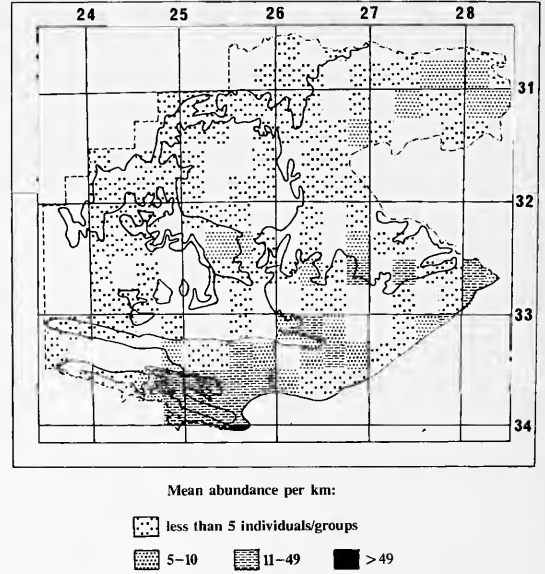 24 25 26 27 28
31
32
33
34
Mean abundance per km:
less than 5 individuals/groups
5–10 11–49 >49